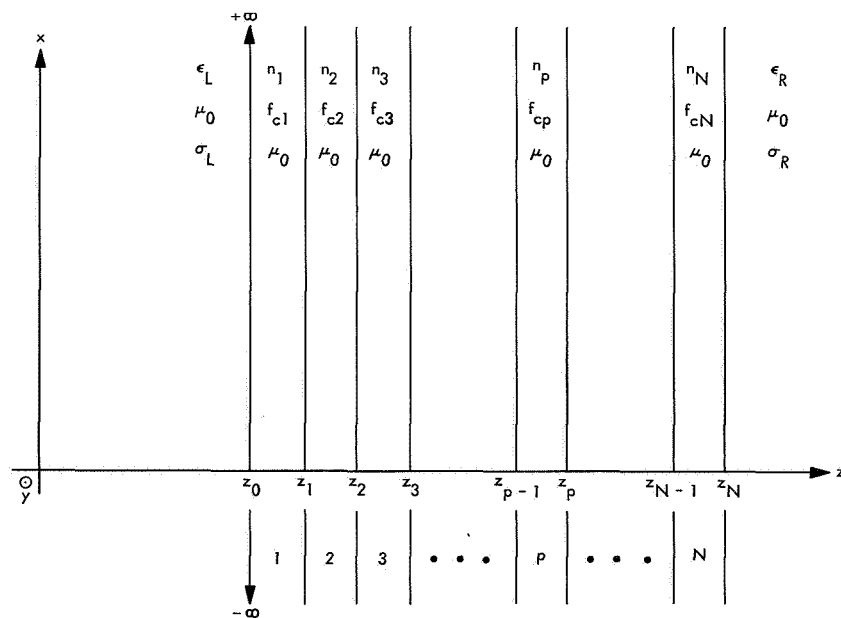 +∞
x
ϵ_L n_1 n_2 n_3 n_p n_N ϵ_R
μ_0 f_c1 f_c2 f_c3 f_cp f_cN μ_0
σ_L μ_0 μ_0 μ_0 μ_0 μ_0 σ_R
z
y z_0 z_1 z_2 z_3 z_p-1 z_p z_N-1 z_N
1 2 3 • • • p • • • N
-∞